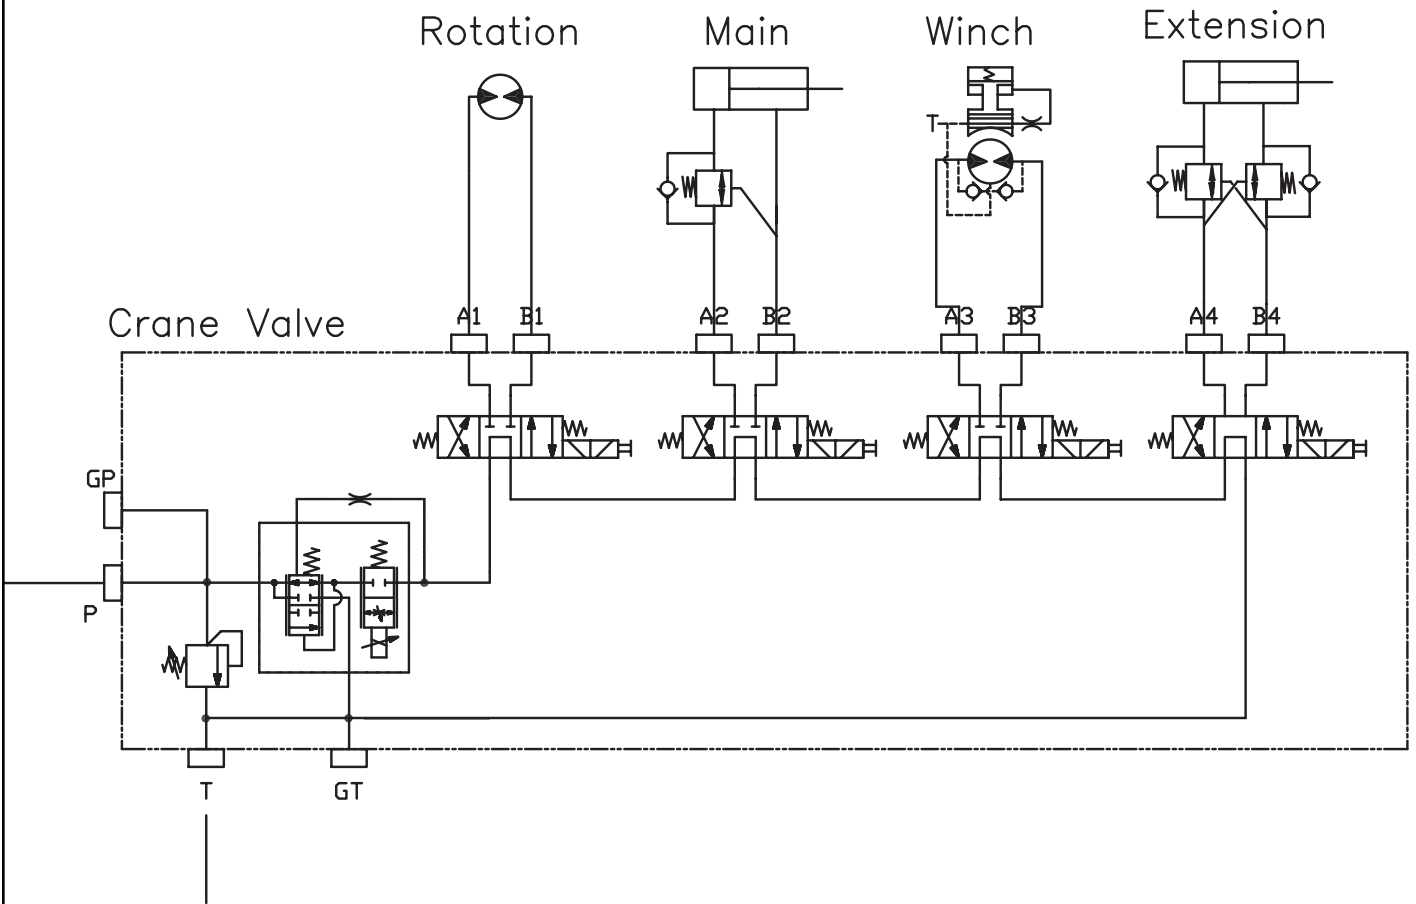 Rotation
Main
Winch
Extension
T
A1
B1
A2
B2
A3
B3
A4
B4
Crane Valve
GP
P
T
GT